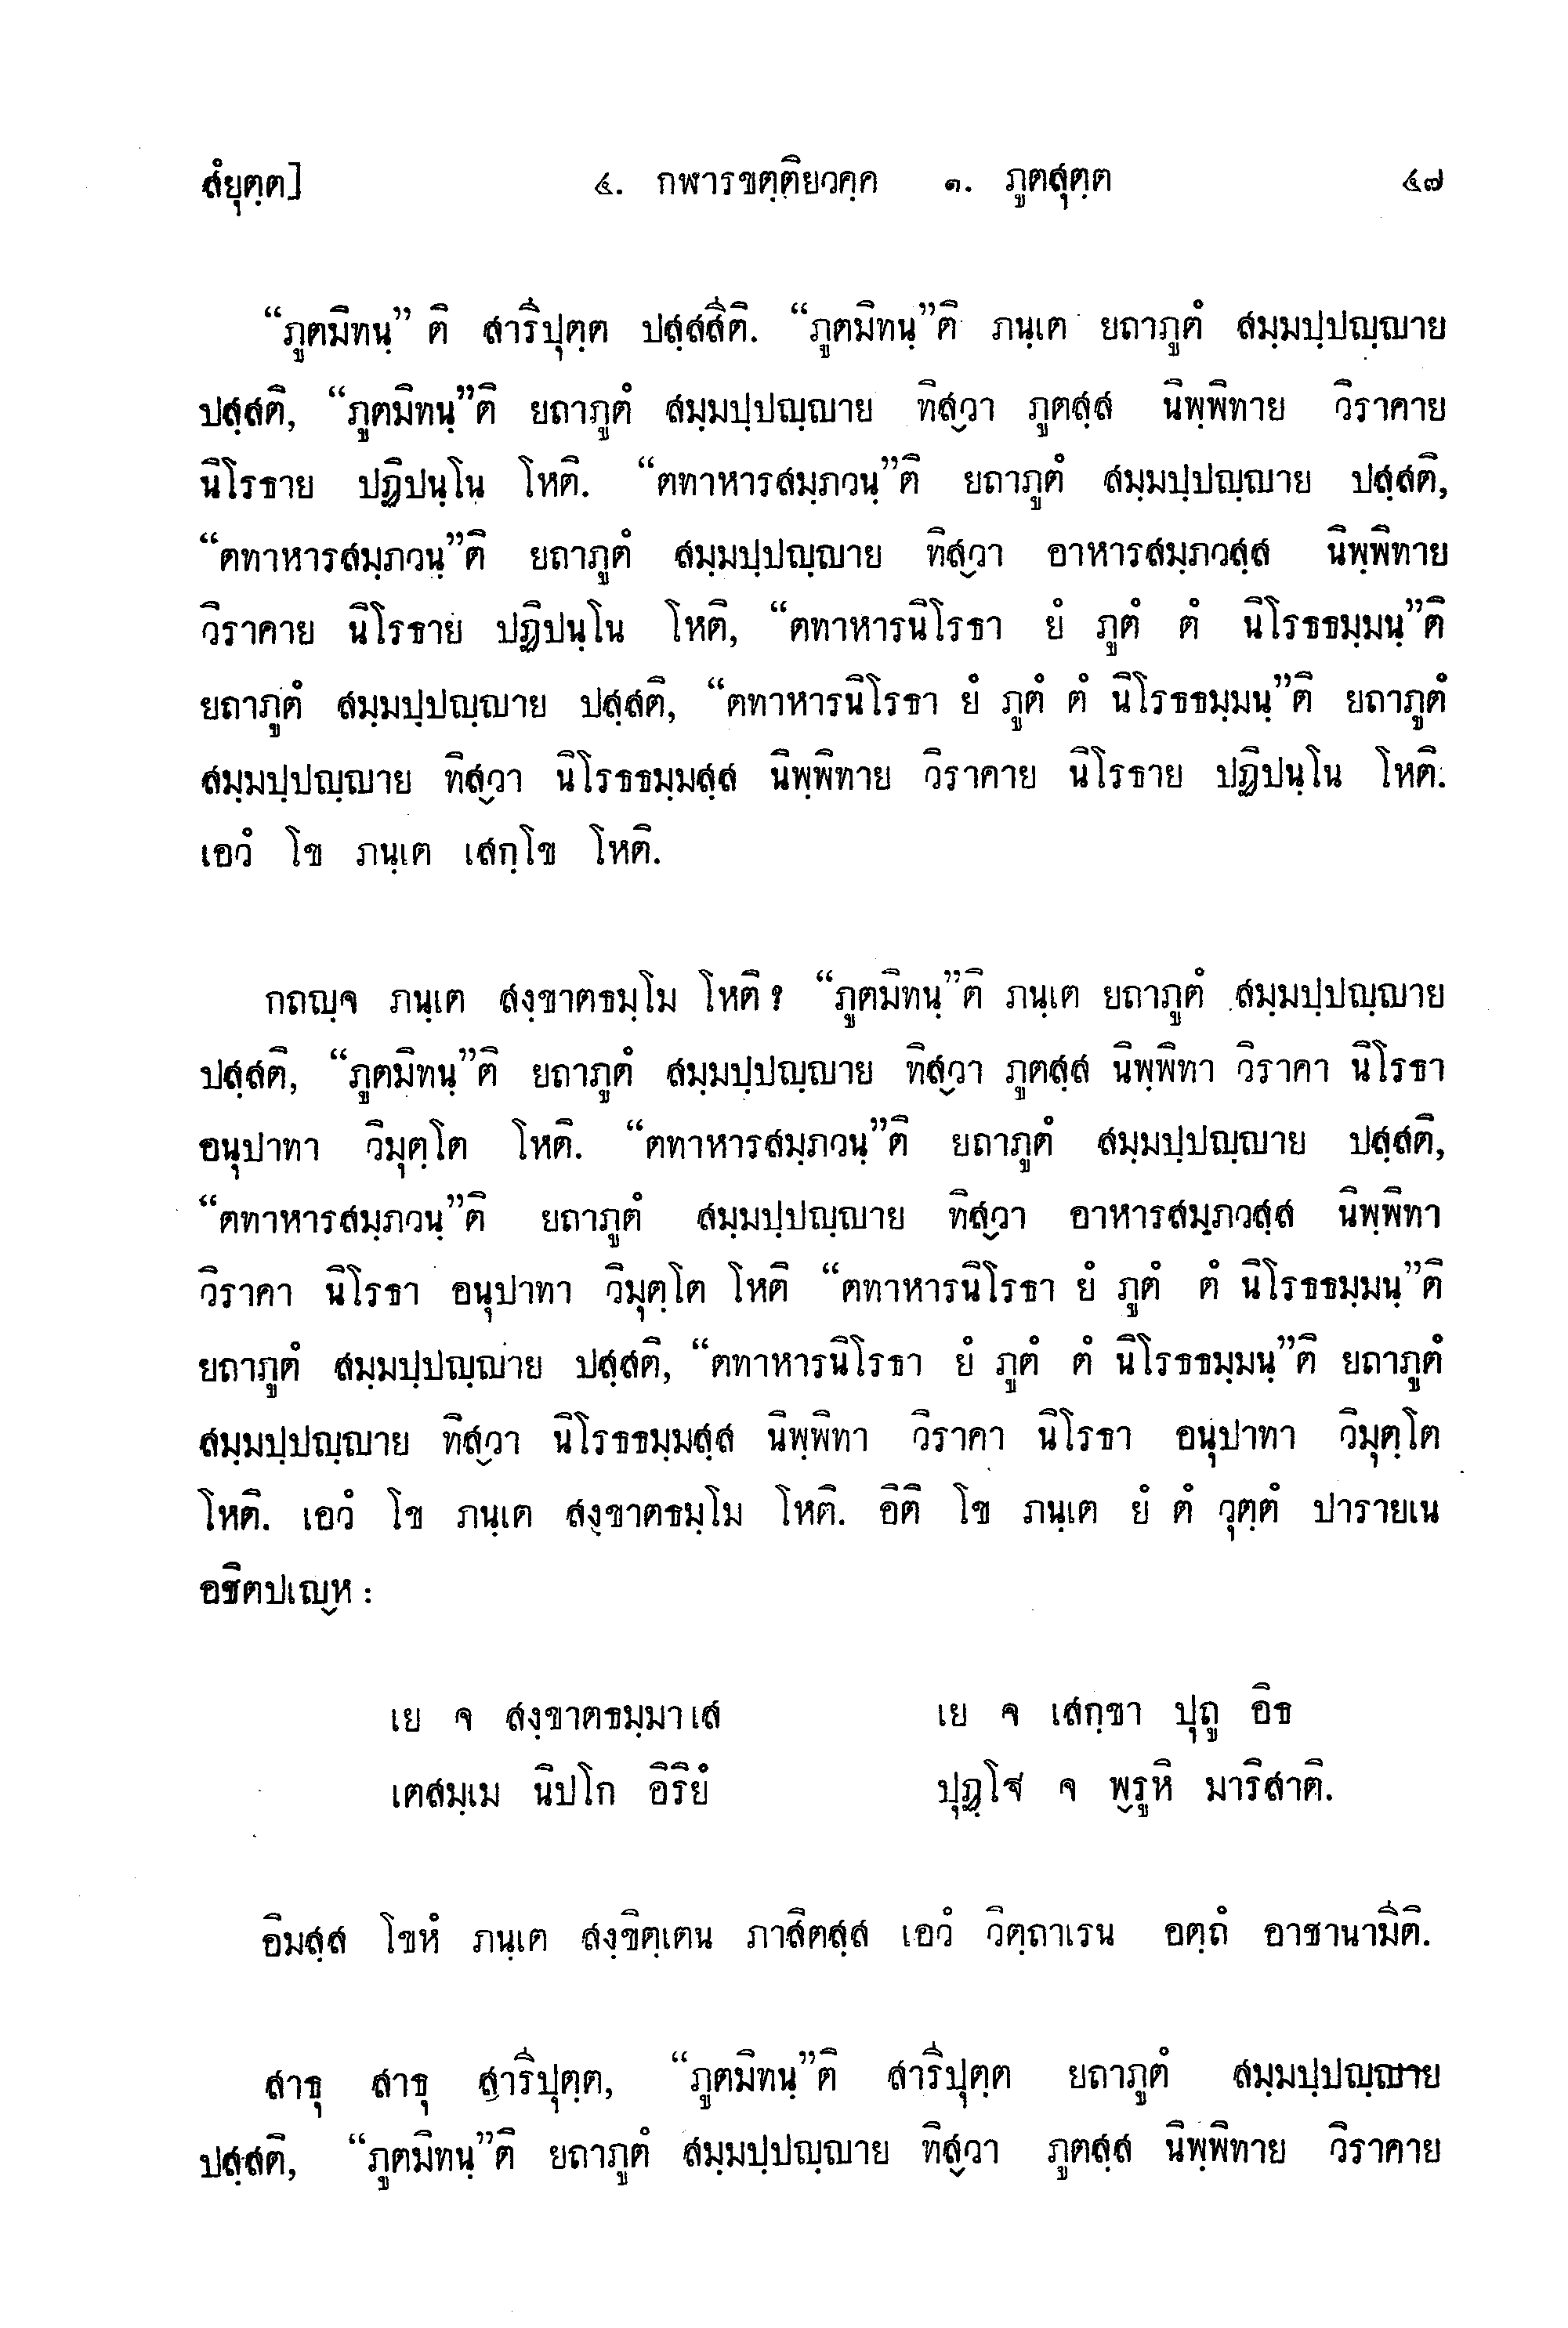 สํยุตฺต]	๔. กฬารขตฺติยวคฺค ๑. ภูตสุตฺต	๔๗
“ภูตมิทนฺ” ติ สาริปุตฺต ปสฺสสีติ. “ภูตมิทนฺ”ติ ภนฺเต ยถาภูตํ สมฺมปฺปญฺญาย
ปสฺสติ, “ภูตมิทนฺ”ติ ยถาภูตํ สมฺมปฺปญฺญาย ทิสฺวา ภูตสฺส นิพฺพิทาย วิราคาย
นิโรธาย ปฏิปนฺโน โหติ. “ตทาหารสมฺภวนฺ”ติ ยถาภูตํ สมฺมปฺปญฺญาย ปสฺสติ,
“ตทาหารสมฺภวนฺ”ติ ยถาภูตํ สมฺมปฺปญฺญาย ทิสฺวา อาหารสมฺภวสฺส นิพฺพิทาย
วิราคาย นิโรธาย ปฏิปนฺโน โหติ, “ตทาหารนิโรธา ยํ ภูตํ ตํ นิโรธธมฺมนฺ”ติ
ยถาภูตํ สมฺมปฺปญฺญาย ปสฺสติ, “ตทาหารนิโรธา ยํ ภูตํ ตํ นิโรธธมฺมนฺ”ติ ยถาภูตํ
สมฺมปฺปญฺญาย ทิสฺวา นิโรธธมฺมสฺส นิพฺพิทาย วิราคาย นิโรธาย ปฏิปนฺโน โหติ.
เอวํ โข ภนฺเต เสกฺโข โหติ.
กถญฺจ ภนฺเต สงฺขาตธมฺโม โหติ? “ภูตมิทนฺ”ติ ภนฺเต ยถาภูตํ สมฺมปฺปญฺญาย
ปสฺสติ, “ภูตมิทนฺ”ติ ยถาภูตํ สมฺมปฺปญฺญาย ทิสฺวา ภูตสฺส นิพฺพิทา วิราคา นิโรธา
อนุปาทา วิมุตฺโต โหติ. “ตทาหารสมฺภวนฺ”ติ ยถาภูตํ สมฺมปฺปญฺญาย ปสฺสติ,
“ตทาหารสมฺภวนฺ”ติ ยถาภูตํ สมฺมปฺปญฺญาย ทิสฺวา อาหารสมฺภวสฺส นิพฺพิทา
วิราคา นิโรธา อนุปาทา วิมุตฺโต โหติ “ตทาหารนิโรธา ยํ ภูตํ ตํ นิโรธธมฺมนฺ”ติ
ยถาภูตํ สมฺมปฺปญฺญาย ปสฺสติ, “ตทาหารนิโรธา ยํ ภูตํ ตํ นิโรธธมฺมนฺ”ติ ยถาภูตํ
สมฺมปฺปญฺญาย ทิสฺวา นิโรธธมฺมสฺส นิพฺพิทา วิราคา นิโรธา อนุปาทา วิมุตฺโต
โหติ. เอวํ โข ภนฺเต สงฺขาตธมฺโม โหติ. อิติ โข ภนฺเต ยํ ตํ วุตฺตํ ปารายเน
อชิตปเญฺห :
เย จ สงฺขาตธมฺมาเส	เย จ เสกฺขา ปุถู อิธ
เตสมฺเม นิปโก อิริยํ	ปุฏฺโฐ จ พฺรูหิ มาริสาติ.
อิมสฺส โขหํ ภนฺเต สงฺขิตฺเตน ภาสิตสฺส เอวํ วิตฺถาเรน อตฺถํ อาชานามีติ.
สาธุ สาธุ สาริปุตฺต, “ภูตมิทนฺ”ติ สาริปุตฺต ยถาภูตํ สมฺมปฺปญฺญาย
ปสฺสติ, “ภูตมิทนฺ”ติ ยถาภูตํ สมฺมปฺปญฺญาย ทิสฺวา ภูตสฺส นิพฺพิทาย วิราคาย